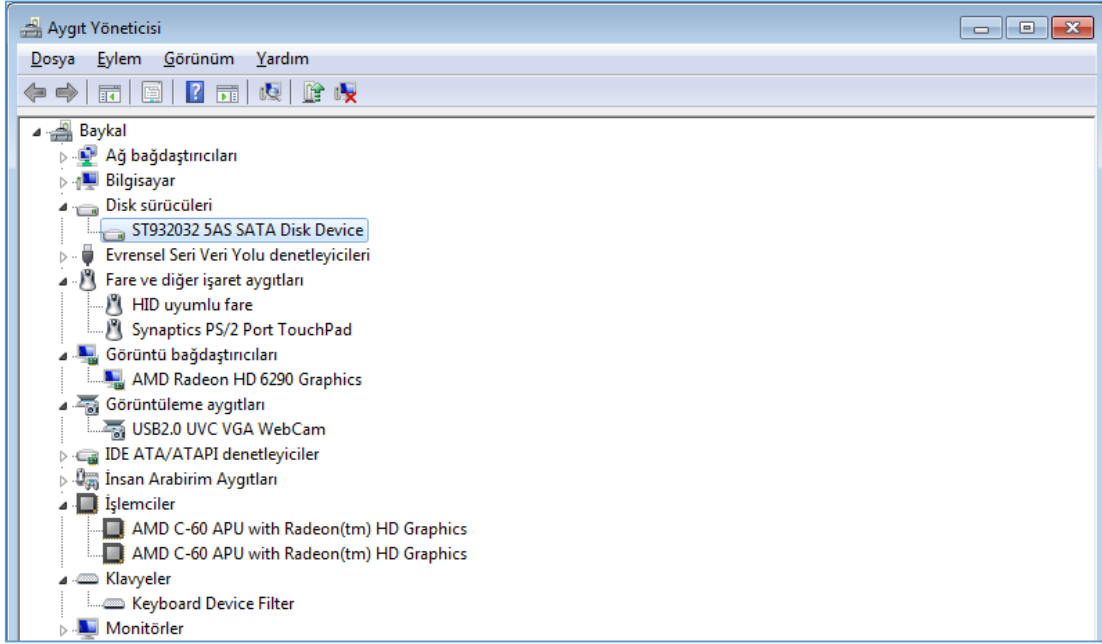 Aygıt Yöneticisi
Dosya Eylem Görünüm Yardım
Baykal
Ağ bağdaştırıcıları
Bilgisayar
Disk sürücüleri
ST932032 5AS SATA Disk Device
Evrensel Seri Veri Yolu denetleyicileri
Fare ve diğer işaret aygıtları
HID uyumlu fare
Synaptics PS/2 Port TouchPad
Görüntü bağdaştırıcıları
AMD Radeon HD 6290 Graphics
Görüntüleme aygıtları
USB2.0 UVC VGA WebCam
IDE ATA/ATAPI denetleyiciler
İnsan Arabirim Aygıtları
İşlemciler
AMD C-60 APU with Radeon(tm) HD Graphics
AMD C-60 APU with Radeon(tm) HD Graphics
Klavyeler
Keyboard Device Filter
Monitörler